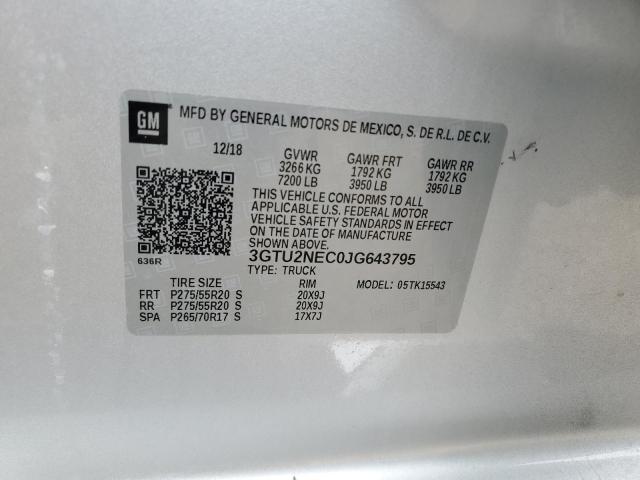 GM
MFD BY GENERAL MOTORS DE MEXICO, S. DE R.L. DE C.V.
12/18 GVWR GAWR FRT GAWR RR
3266 KG 1792 KG 1792 KG
7200 LB 3950 LB 3950 LB
THIS VEHICLE CONFORMS TO ALL
APPLICABLE U.S. FEDERAL MOTOR
VEHICLE SAFETY STANDARDS IN EFFECT
ON THE DATE OF MANUFACTURE
SHOWN ABOVE.
636R 3GTU2NEC0JG643795
TYPE: TRUCK MODEL: 05TK15543
TIRE SIZE RIM
FRT P275/55R20 S 20X9J
RR P275/55R20 S 20X9J
SPA P265/70R17 S 17X7J